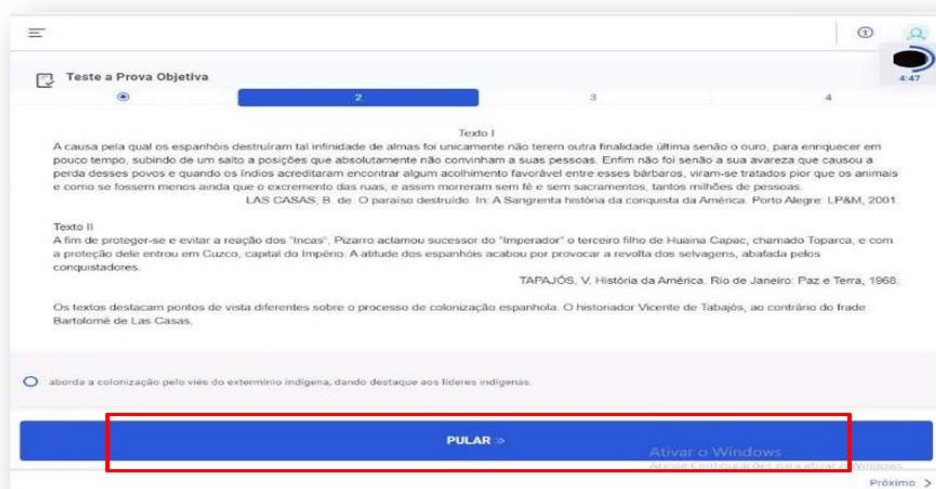 Teste a Prova Objetiva
4:47
2
3
4
Texto I
A causa pela qual os espanhóis destruíram tal infinidade de almas foi unicamente não terem outra finalidade última senão o ouro, para enriquecer em
pouco tempo, subindo de um salto a posições que absolutamente não convinham a suas pessoas. Enfim não foi senão a sua avareza que causou a
perda desses povos e quando os índios acreditaram encontrar algum acolhimento favorável entre esses bárbaros, viram-se tratados pior que os animais
e como se fossem menos ainda que o excremento das ruas; e assim morreram sem fé e sem sacramentos, tantos milhões de pessoas.
LAS CASAS, B. de. O paraíso destruído. In: A Sangrenta história da conquista da América. Porto Alegre: LP&M, 2001.
Texto II
A fim de proteger-se e evitar a reação dos "Incas", Pizarro aclamou sucessor do "Imperador" o terceiro filho de Huaina Capac, chamado Toparca, e com
a proteção dele entrou em Cuzco, capital do Império. A atitude dos espanhóis acabou por provocar a revolta dos selvagens, abafada pelos
conquistadores.
TAPAJÓS, V. História da América. Rio de Janeiro: Paz e Terra, 1968.
Os textos destacam pontos de vista diferentes sobre o processo de colonização espanhola. O historiador Vicente de Tabajós, ao contrário do frade
Bartolomé de Las Casas,
aborda a colonização pelo viés do extermínio indígena, dando destaque aos líderes indígenas.
PULAR »
Ativar o Windows
Acesse Configurações para ativar o Windows.
Próximo >